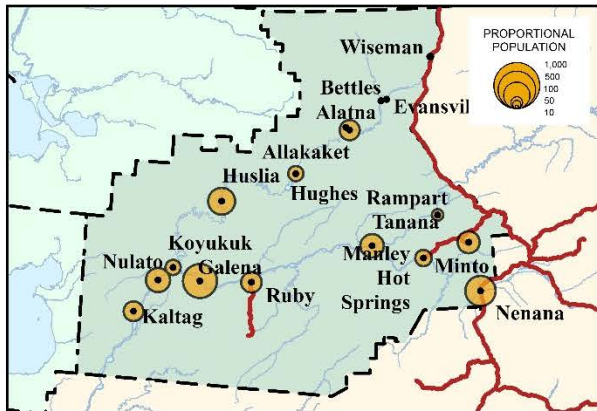 PROPORTIONAL
POPULATION
1,000
500
100
50
10
Wiseman
Bettles
Evansvil
Alatna
Allakaket
Hughes
Huslia
Rampart
Tanana
Koyukuk
Manley
Hot
Springs
Minto
Nulato
Galena
Ruby
Nenana
Kaltag